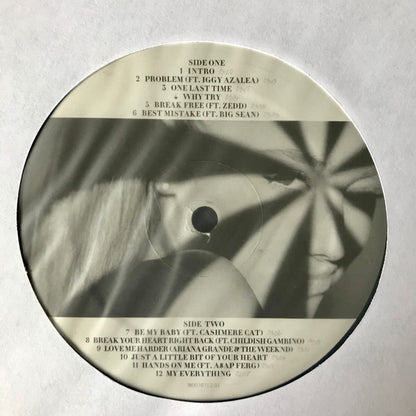 SIDE ONE
1 INTRO
2 PROBLEM (FT. IGGY AZALEA)
3 ONE LAST TIME
4 WHY TRY
5 BREAK FREE (FT. ZEDD)
6 BEST MISTAKE (FT. BIG SEAN)
SIDE TWO
7 BE MY BABY (FT. CASHMERE CAT)
8 BREAK YOUR HEART RIGHT BACK (FT. CHILDISH GAMBINO)
9 LOVE ME HARDER (ARIANA GRANDE & THE WEEKND)
10 JUST A LITTLE BIT OF YOUR HEART
11 HANDS ON ME (FT. A$AP FERG)
12 MY EVERYTHING